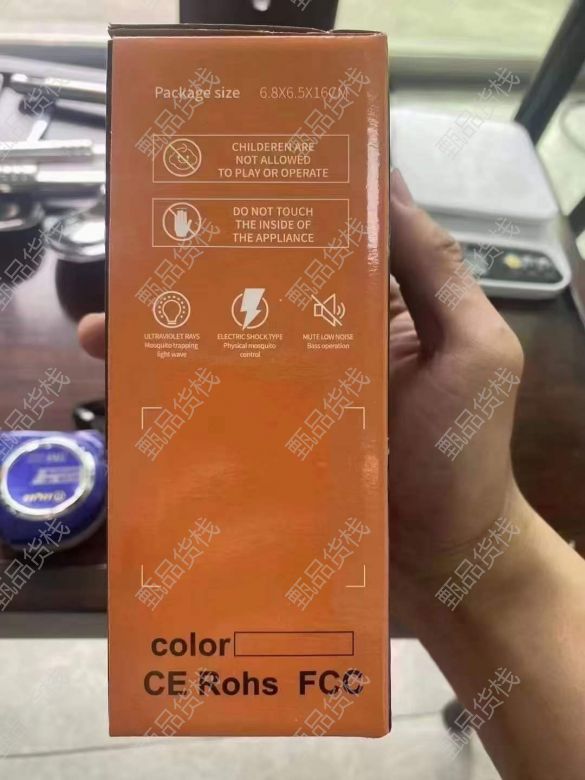 Package size 6.8X6.5X16CM
CHILDEREN ARE
NOT ALLOWED
TO PLAY OR OPERATE
DO NOT TOUCH
THE INSIDE OF
THE APPLIANCE
ULTRAVIOLET RAYS
Mosquito trapping
light wave
ELECTRIC SHOCK TYPE
Physical mosquito
control
MUTE LOW NOISE
Bass operation
color
CE Rohs FCC
甄品货栈